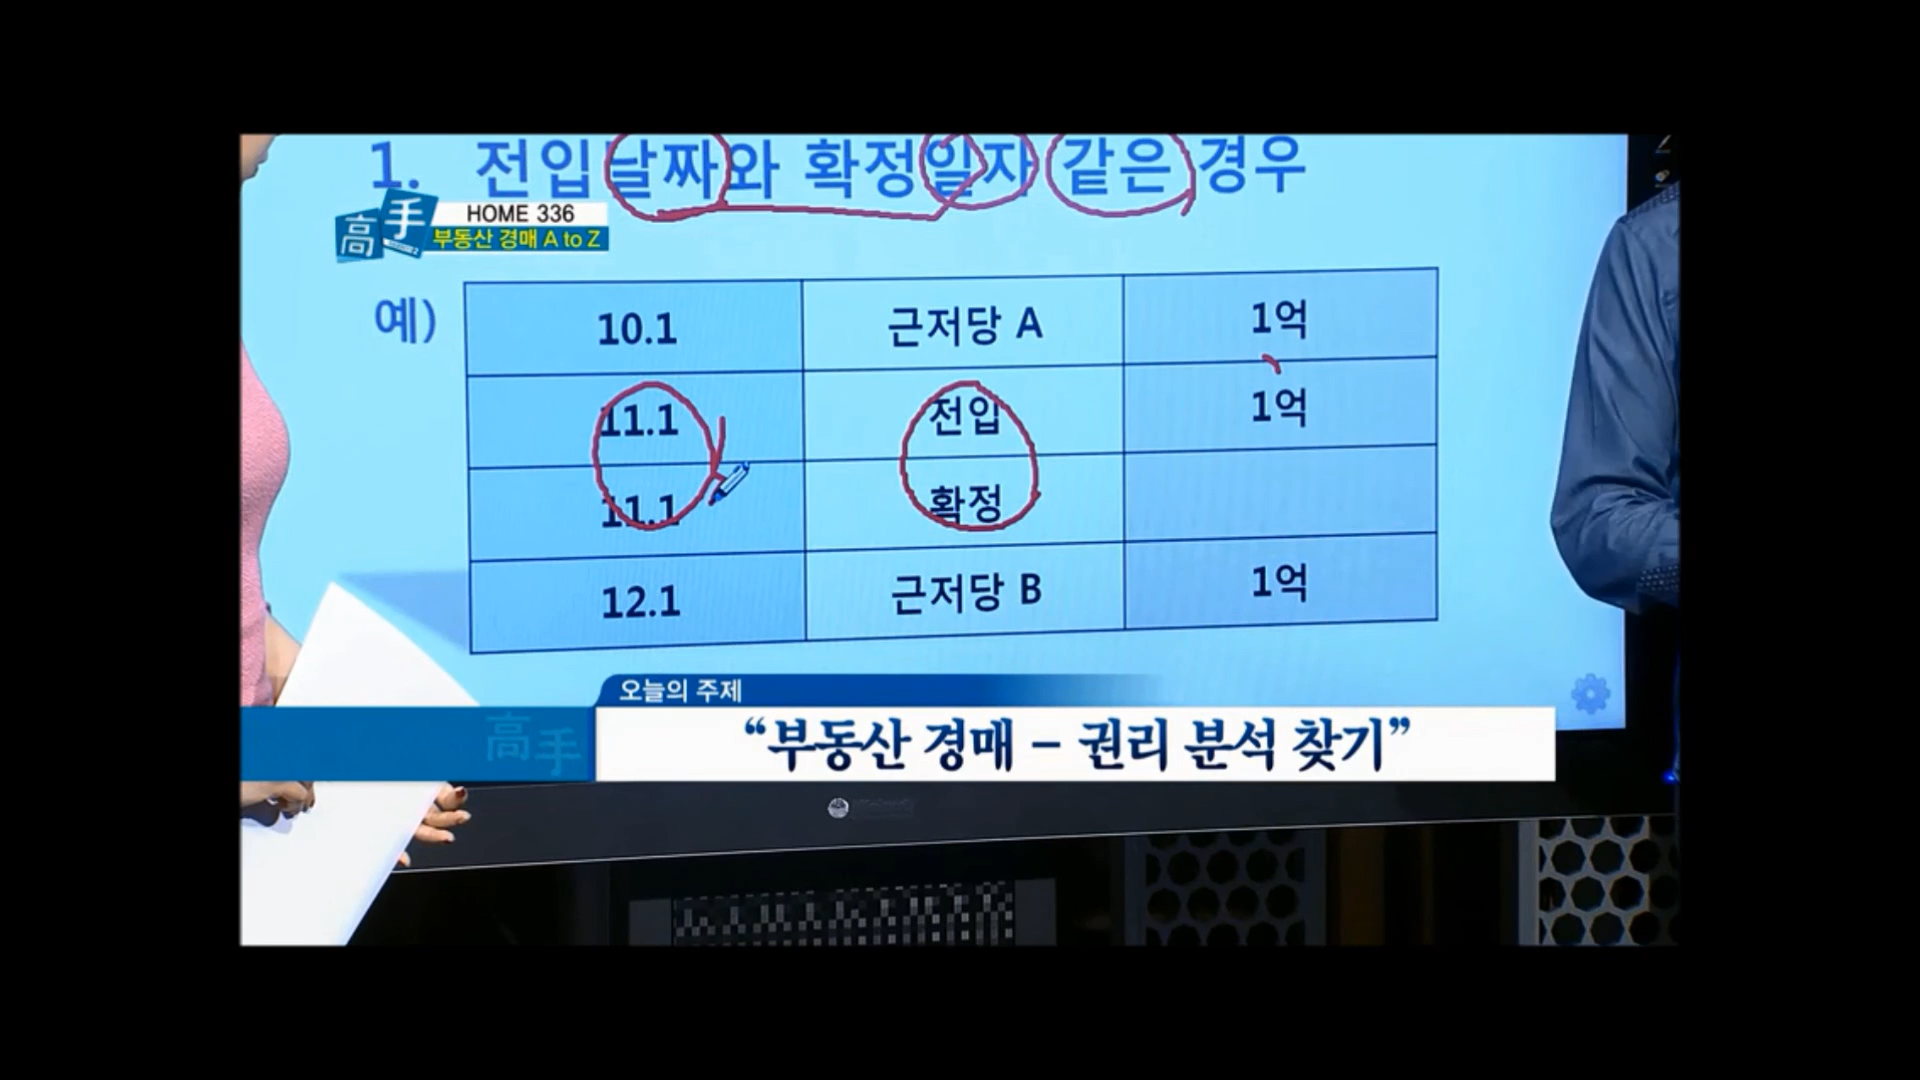 1. 전입날짜와 확정일자 같은 경우
高手
HOME 336
부동산 경매 A to Z
예)
10.1 근저당 A 1억
11.1 전입 1억
11.1 확정
12.1 근저당 B 1억
오늘의 주제
高手
“부동산 경매 – 권리 분석 찾기”